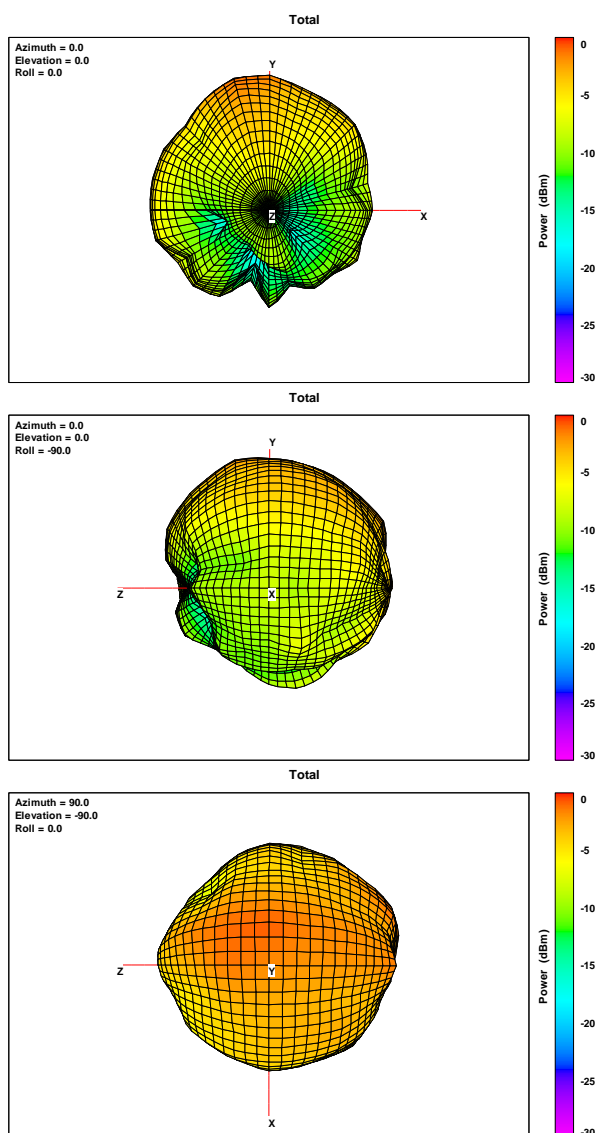 Total
Azimuth = 0.0
Elevation = 0.0
Roll = 0.0
Y
Z
X
0
-5
-10
-15
-20
-25
-30
Power (dBm)
Total
Azimuth = 0.0
Elevation = 0.0
Roll = -90.0
Y
Z
X
0
-5
-10
-15
-20
-25
-30
Power (dBm)
Total
Azimuth = 90.0
Elevation = -90.0
Roll = 0.0
Z
Y
X
0
-5
-10
-15
-20
-25
-30
Power (dBm)